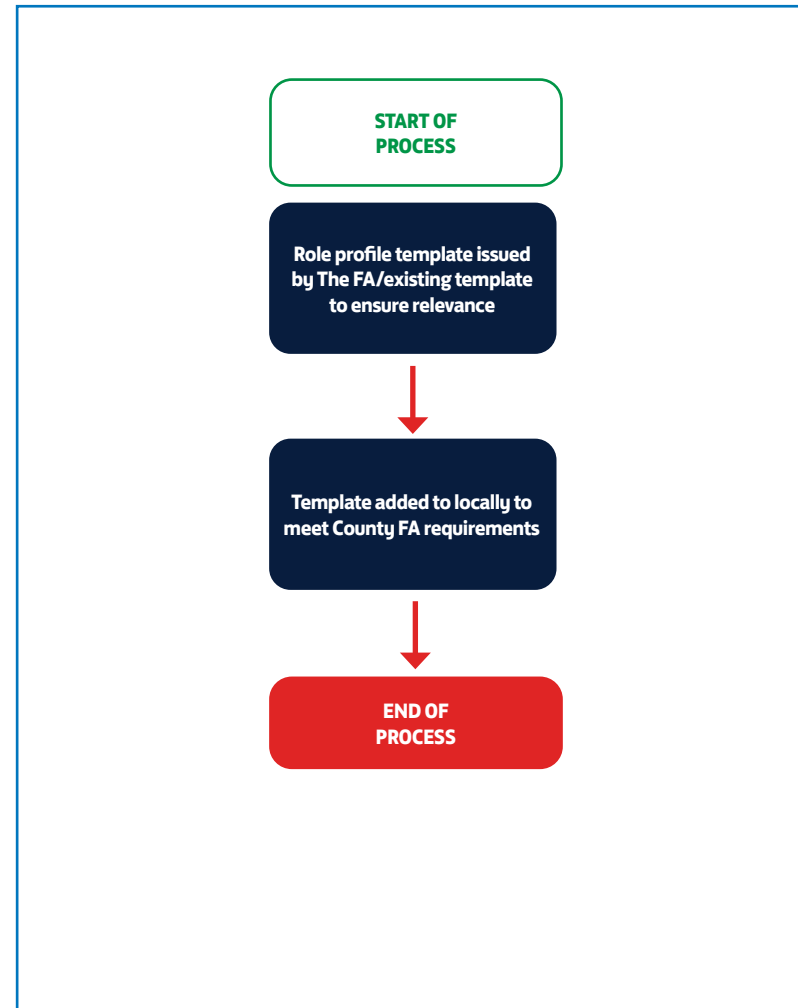 START OF
PROCESS
Role profile template issued
by The FA/existing template
to ensure relevance
Template added to locally to
meet County FA requirements
END OF
PROCESS